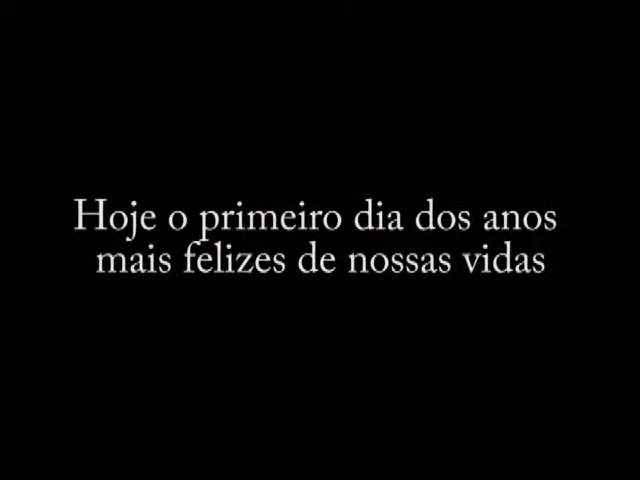 Hoje o primeiro dia dos anos
mais felizes de nossas vidas